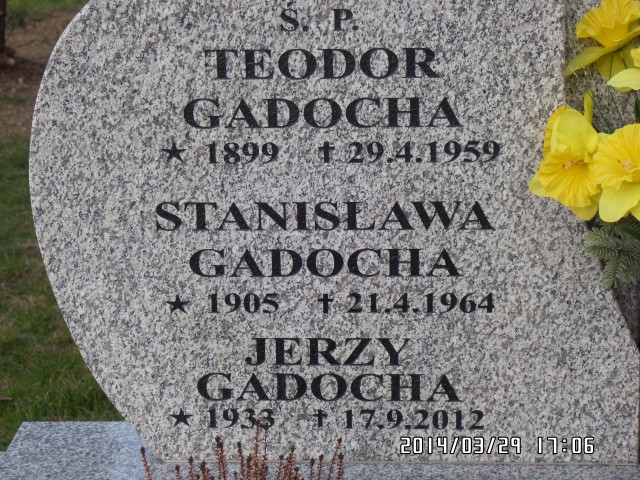 Ś. P.
TEODOR
GADOCHA
★ 1899 ✝ 29.4.1959
STANISŁAWA
GADOCHA
★ 1905 ✝ 21.4.1964
JERZY
GADOCHA
★ 1933 ✝ 17.9.2012
2014/03/29 17:06